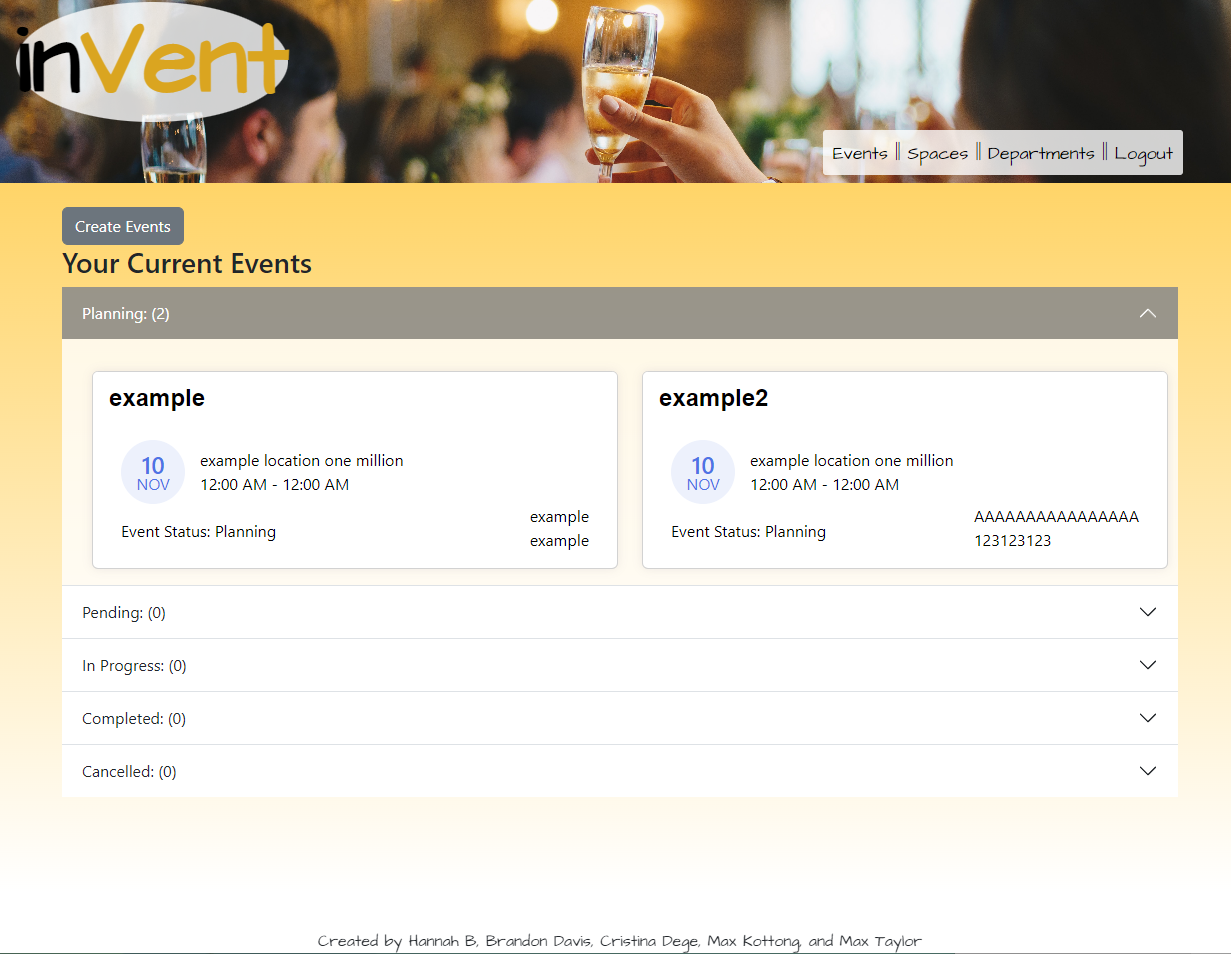 inVent
Events || Spaces || Departments || Logout
Create Events
Your Current Events
Planning: (2)
example
10
NOV
example location one million
12:00 AM - 12:00 AM
Event Status: Planning
example
example
example2
10
NOV
example location one million
12:00 AM - 12:00 AM
Event Status: Planning
AAAAAAAAAAAAAAAA
123123123
Pending: (0)
In Progress: (0)
Completed: (0)
Cancelled: (0)
Created by Hannah B, Brandon Davis, Cristina Dege, Max Kottong, and Max Taylor